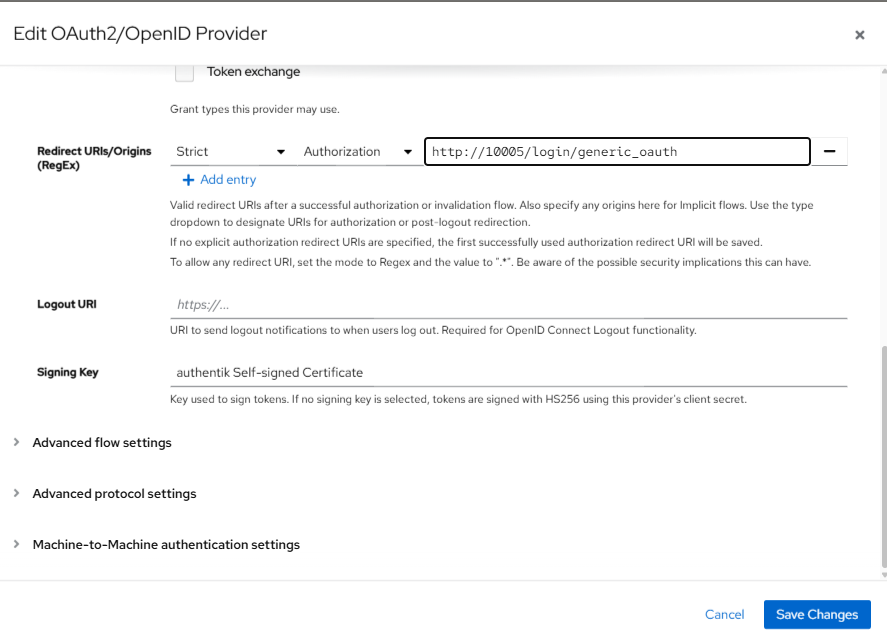 Edit OAuth2/OpenID Provider
×
Token exchange
Grant types this provider may use.
Redirect URIs/Origins
(RegEx)
Strict
Authorization
http://10005/login/generic_oauth
Add entry
Valid redirect URIs after a successful authorization or invalidation flow. Also specify any origins here for Implicit flows. Use the type
dropdown to designate URIs for authorization or post-logout redirection.
If no explicit authorization redirect URIs are specified, the first successfully used authorization redirect URI will be saved.
To allow any redirect URI, set the mode to Regex and the value to ".*". Be aware of the possible security implications this can have.
Logout URI
https://...
URI to send logout notifications to when users log out. Required for OpenID Connect Logout functionality.
Signing Key
authentik Self-signed Certificate
Key used to sign tokens. If no signing key is selected, tokens are signed with HS256 using this provider's client secret.
Advanced flow settings
Advanced protocol settings
Machine-to-Machine authentication settings
Cancel
Save Changes